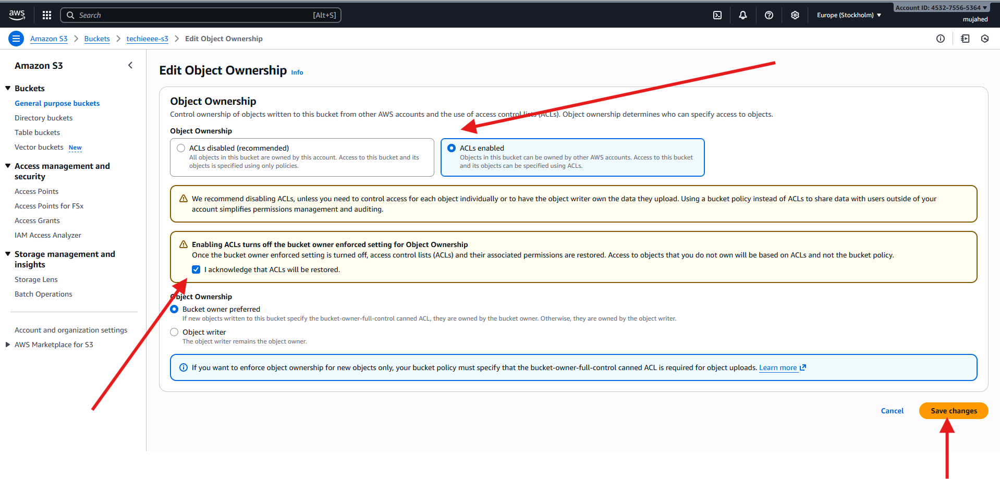 aws
Search
[Alt+S]
Europe (Stockholm)
Account ID: 4532-7556-5364
mujahed
Amazon S3
Buckets
techieeee-s3
Edit Object Ownership
Amazon S3
Buckets
General purpose buckets
Directory buckets
Table buckets
Vector buckets New
Access management and
security
Access Points
Access Points for FSx
Access Grants
IAM Access Analyzer
Storage management and
insights
Storage Lens
Batch Operations
Account and organization settings
AWS Marketplace for S3
Edit Object Ownership Info
Object Ownership
Control ownership of objects written to this bucket from other AWS accounts and the use of access control lists (ACLs). Object ownership determines who can specify access to objects.
Object Ownership
ACLs disabled (recommended)
All objects in this bucket are owned by this account. Access to this bucket and its
objects is specified using only policies.
ACLs enabled
Objects in this bucket can be owned by other AWS accounts. Access to this bucket
and its objects can be specified using ACLs.
We recommend disabling ACLs, unless you need to control access for each object individually or to have the object writer own the data they upload. Using a bucket policy instead of ACLs to share data with users outside of your
account simplifies permissions management and auditing.
Enabling ACLs turns off the bucket owner enforced setting for Object Ownership
Once the bucket owner enforced setting is turned off, access control lists (ACLs) and their associated permissions are restored. Access to objects that you do not own will be based on ACLs and not the bucket policy.
I acknowledge that ACLs will be restored.
Object Ownership
Bucket owner preferred
If new objects written to this bucket specify the bucket-owner-full-control canned ACL, they are owned by the bucket owner. Otherwise, they are owned by the object writer.
Object writer
The object writer remains the object owner.
If you want to enforce object ownership for new objects only, your bucket policy must specify that the bucket-owner-full-control canned ACL is required for object uploads. Learn more
Cancel
Save changes